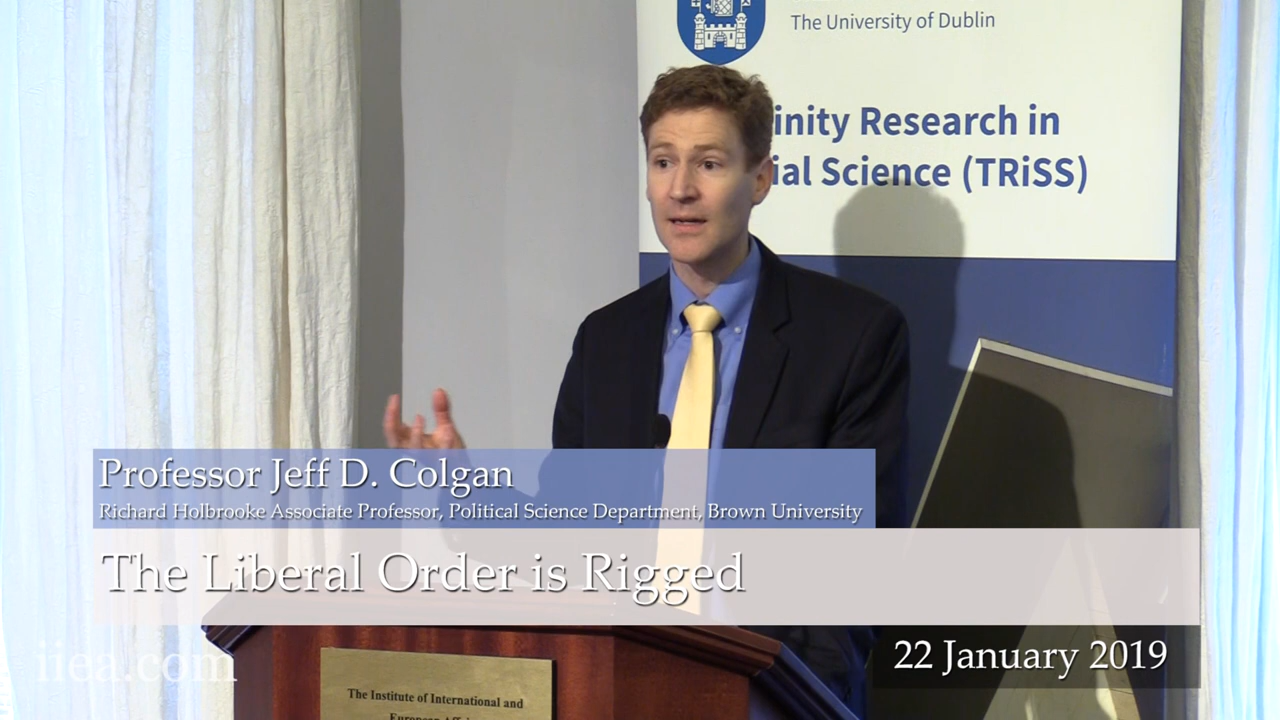 The University of Dublin
inity Research in
ial Science (TRiSS)
Professor Jeff D. Colgan
Richard Holbrooke Associate Professor, Political Science Department, Brown University
The Liberal Order is Rigged
22 January 2019
iiea.com
The Institute of International and
European